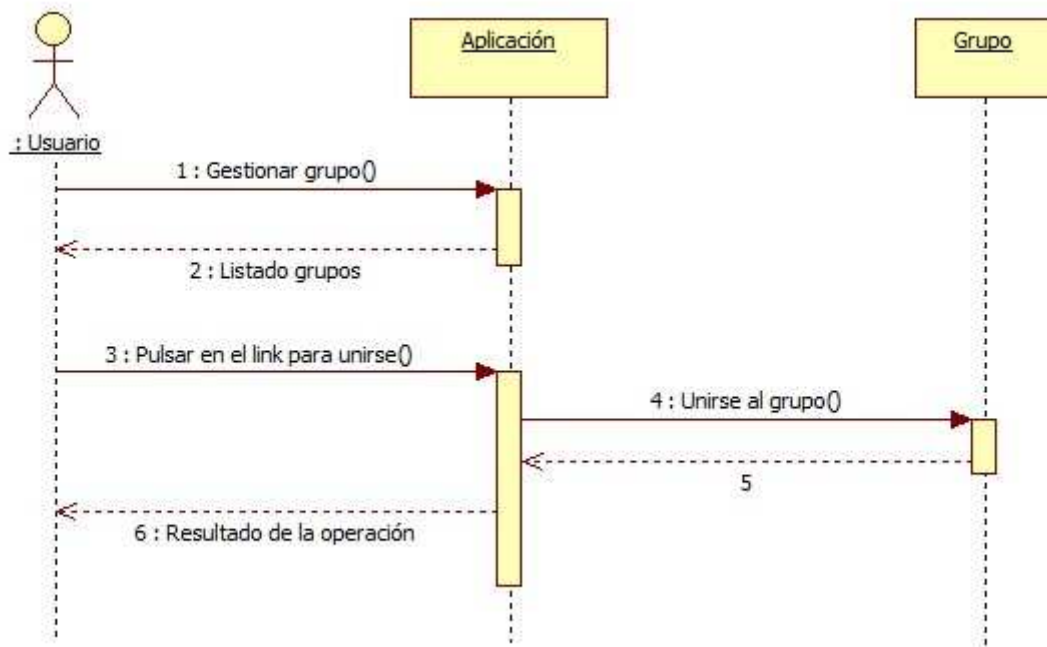 Aplicación
Grupo
: Usuario
1 : Gestionar grupo()
2 : Listado grupos
3 : Pulsar en el link para unirse()
4 : Unirse al grupo()
5
6 : Resultado de la operación